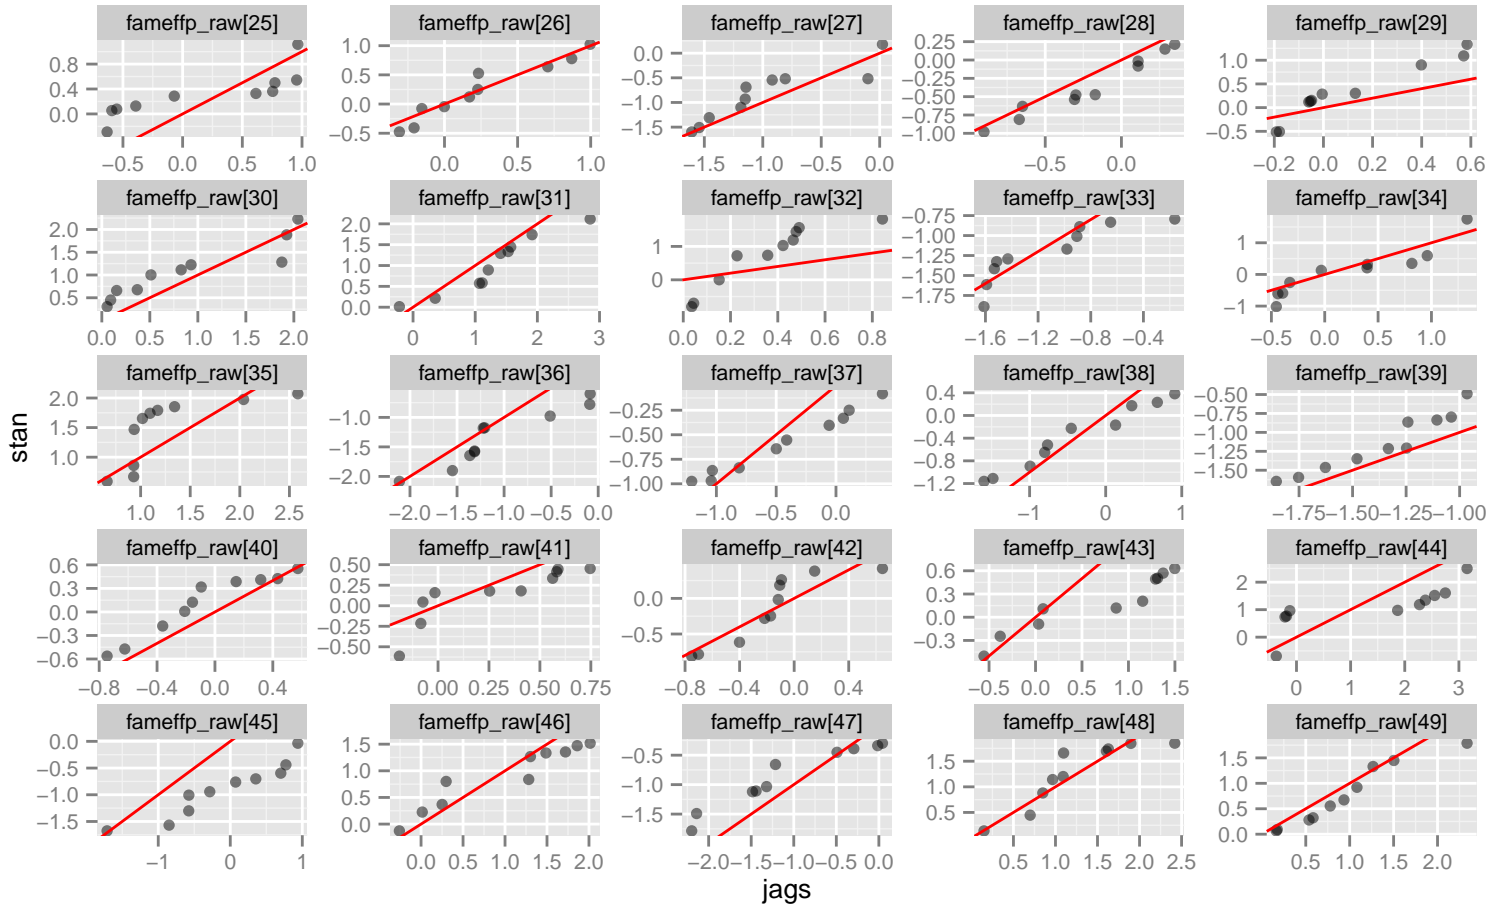 fameffp_raw[25] fameffp_raw[26] fameffp_raw[27] fameffp_raw[28] fameffp_raw[29]
0.8 0.4 0.0
−0.5 0.0 0.5 1.0
1.0 0.5 0.0 −0.5
0.0 0.5 1.0
0.0 −0.5 −1.0 −1.5
−1.5 −1.0 −0.5 0.0
0.25 0.00 −0.25 −0.50 −0.75 −1.00
−0.5 0.0
1.0 0.5 0.0 −0.5
−0.2 0.0 0.2 0.4 0.6
fameffp_raw[30] fameffp_raw[31] fameffp_raw[32] fameffp_raw[33] fameffp_raw[34]
2.0 1.5 1.0 0.5
0.0 0.5 1.0 1.5 2.0
2.0 1.5 1.0 0.5 0.0
0 1 2 3
1 0
0.0 0.2 0.4 0.6 0.8
−0.75 −1.00 −1.25 −1.50 −1.75
−1.6 −1.2 −0.8 −0.4
1 0 −1
−0.5 0.0 0.5 1.0
fameffp_raw[35] fameffp_raw[36] fameffp_raw[37] fameffp_raw[38] fameffp_raw[39]
2.0 1.5 1.0
1.0 1.5 2.0 2.5
−1.0 −1.5 −2.0
−2.0 −1.5 −1.0 −0.5 0.0
−0.25 −0.50 −0.75 −1.00
−1.0 −0.5 0.0
0.4 0.0 −0.4 −0.8 −1.2
−1 0 1
−0.50 −0.75 −1.00 −1.25 −1.50
−1.75 −1.50 −1.25 −1.00
fameffp_raw[40] fameffp_raw[41] fameffp_raw[42] fameffp_raw[43] fameffp_raw[44]
0.6 0.3 0.0 −0.3 −0.6
−0.8 −0.4 0.0 0.4
0.50 0.25 0.00 −0.25 −0.50
0.00 0.25 0.50 0.75
0.0 −0.5
−0.8 −0.4 0.0 0.4
0.6 0.3 0.0 −0.3
−0.5 0.0 0.5 1.0 1.5
2 1 0
0 1 2 3
fameffp_raw[45] fameffp_raw[46] fameffp_raw[47] fameffp_raw[48] fameffp_raw[49]
0.0 −0.5 −1.0 −1.5
−1 0
1.5 1.0 0.5 0.0
0.0 0.5 1.0 1.5 2.0
−0.5 −1.0 −1.5
−2.0 −1.5 −1.0 −0.5 0.0
1.5 1.0 0.5
0.5 1.0 1.5 2.0 2.5
1.5 1.0 0.5 0.0
0.5 1.0 1.5 2.0
stan
jags